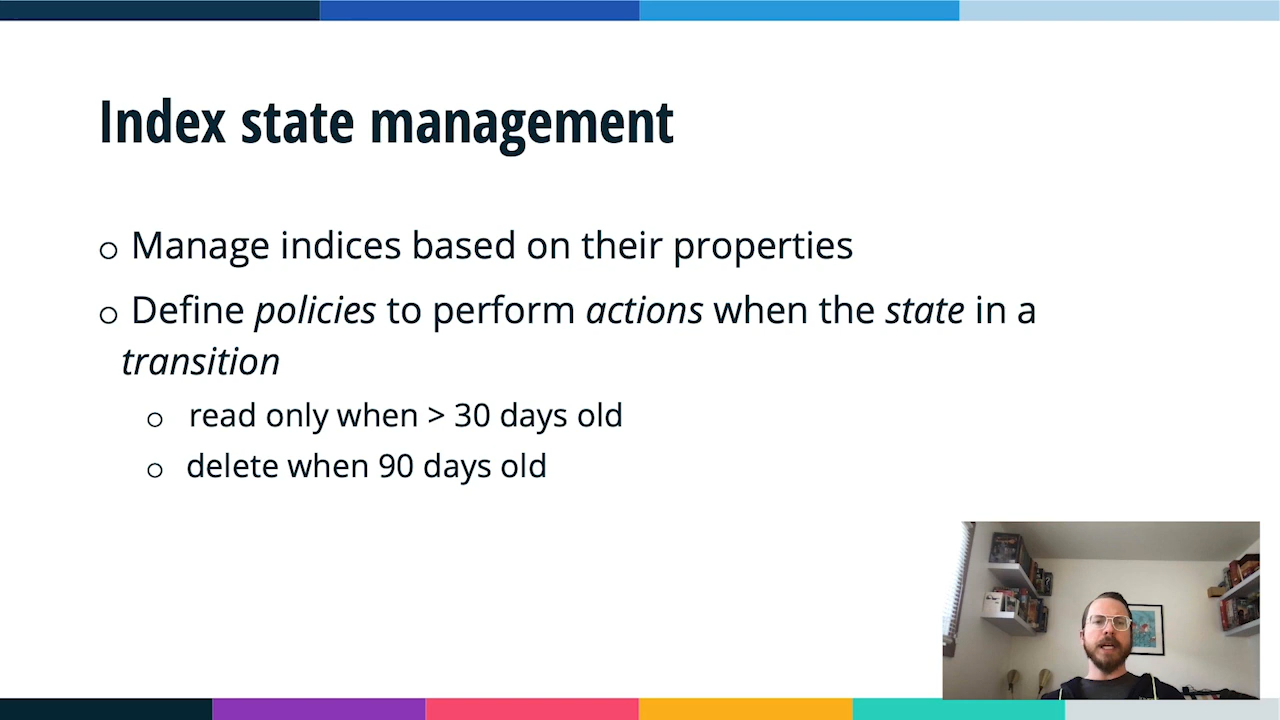 Index state management
o Manage indices based on their properties
o Define policies to perform actions when the state in a
transition
o read only when > 30 days old
o delete when 90 days old